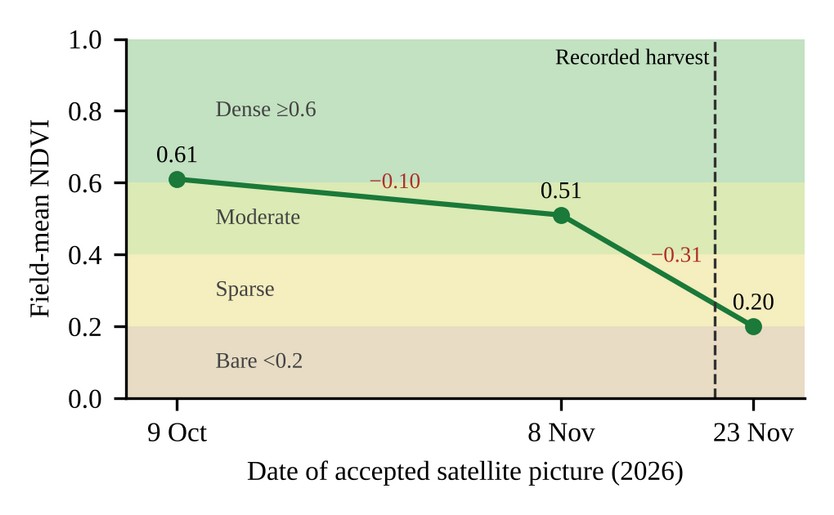 1.0
0.8
0.6
0.4
0.2
0.0
Field-mean NDVI
Recorded harvest
Dense ≥0.6
0.61
−0.10
0.51
Moderate
−0.31
Sparse
0.20
Bare <0.2
9 Oct
8 Nov
23 Nov
Date of accepted satellite picture (2026)